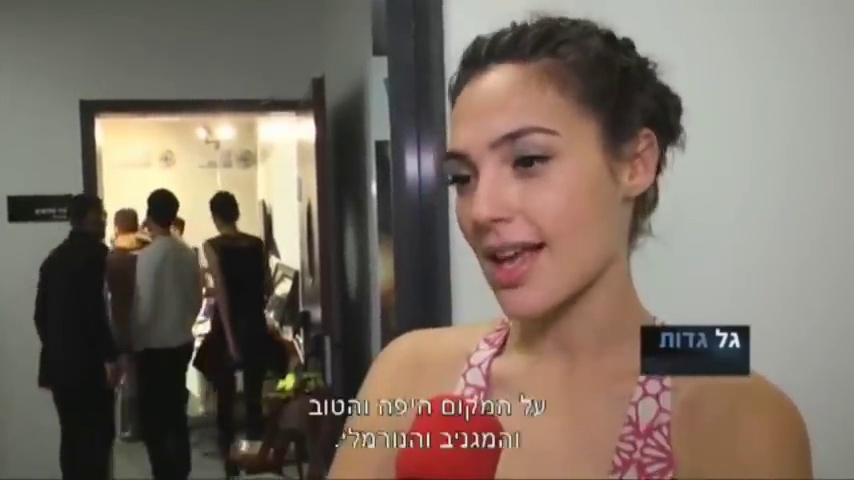 גל גדות
על המקום היפה והטוב
והמגניב והנורמלי.